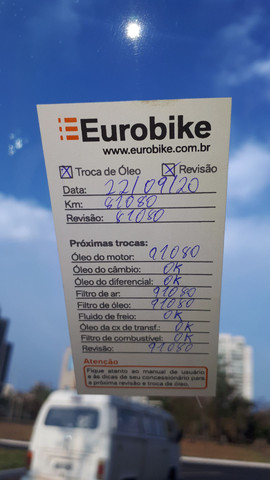 Eurobike
www.eurobike.com.br
Troca de Óleo Revisão
Data: 22/09/20
Km: 81080
Revisão: 81080
Próximas trocas:
Óleo do motor: 91080
Óleo do câmbio: OK
Óleo do diferencial: OK
Filtro de ar: 91080
Filtro de óleo: 91080
Fluido de freio: OK
Óleo da cx de transf.: OK
Filtro de combustível: OK
Revisão: 91080
Atenção
Fique atento ao manual de usuário
e às dicas de seu concessionário para
a próxima revisão e troca de óleo.